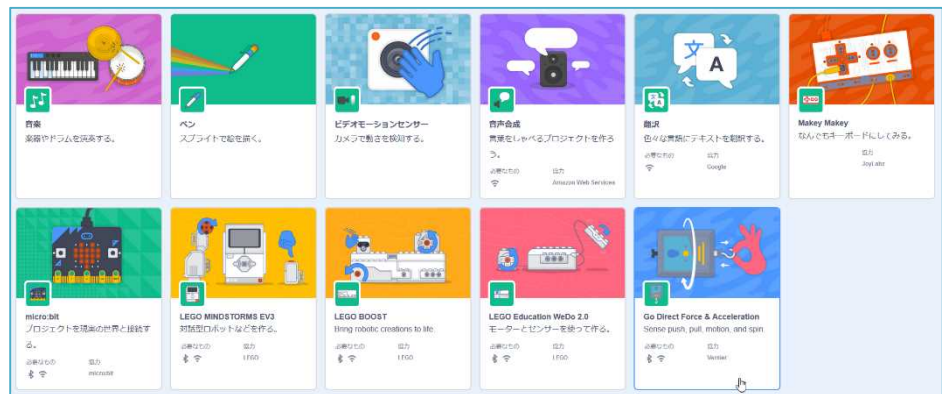 音楽
楽器やドラムを演奏する。
ペン
スプライトで絵を描く。
ビデオモーションセンサー
カメラで動きを検知する。
音声合成
言葉をしゃべるプロジェクトを作ろ
う。
必要なもの 協力
Amazon Web Services
翻訳
色々な言語にテキストを翻訳する。
必要なもの 協力
Google
Makey Makey
なんでもキーボードにしてみる。
協力
JoyLabz
micro:bit
プロジェクトを現実の世界と接続す
る。
必要なもの 協力
micro:bit
LEGO MINDSTORMS EV3
対話型ロボットなどを作る。
必要なもの 協力
LEGO
LEGO BOOST
Bring robotic creations to life.
必要なもの 協力
LEGO
LEGO Education WeDo 2.0
モーターとセンサーを使って作る。
必要なもの 協力
LEGO
Go Direct Force & Acceleration
Sense push, pull, motion, and spin.
必要なもの 協力
Vernier